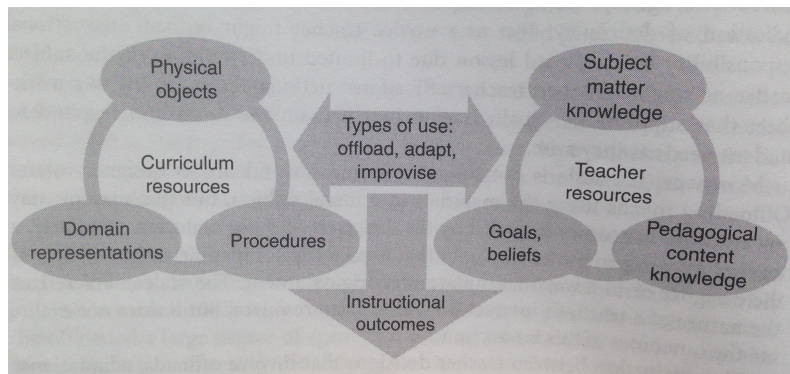 Physical
objects
Curriculum
resources
Domain
representations
Procedures
Types of use:
offload, adapt,
improvise
Instructional
outcomes
Subject
matter
knowledge
Teacher
resources
Goals,
beliefs
Pedagogical
content
knowledge